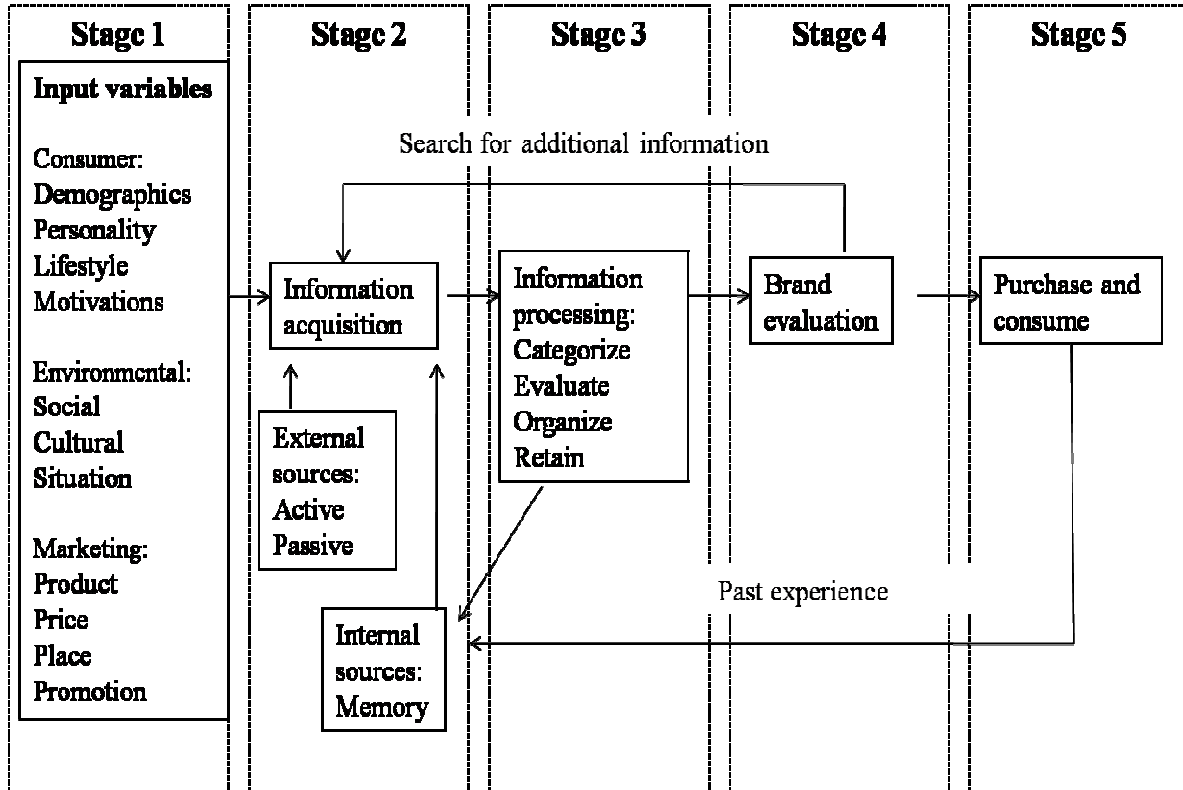 Stage 1
Input variables
Consumer:
Demographics
Personality
Lifestyle
Motivations
Environmental:
Social
Cultural
Situation
Marketing:
Product
Price
Place
Promotion
Stage 2
Search for additional information
Information
acquisition
External
sources:
Active
Passive
Internal
sources:
Memory
Stage 3
Information
processing:
Categorize
Evaluate
Organize
Retain
Stage 4
Brand
evaluation
Past experience
Stage 5
Purchase and
consume